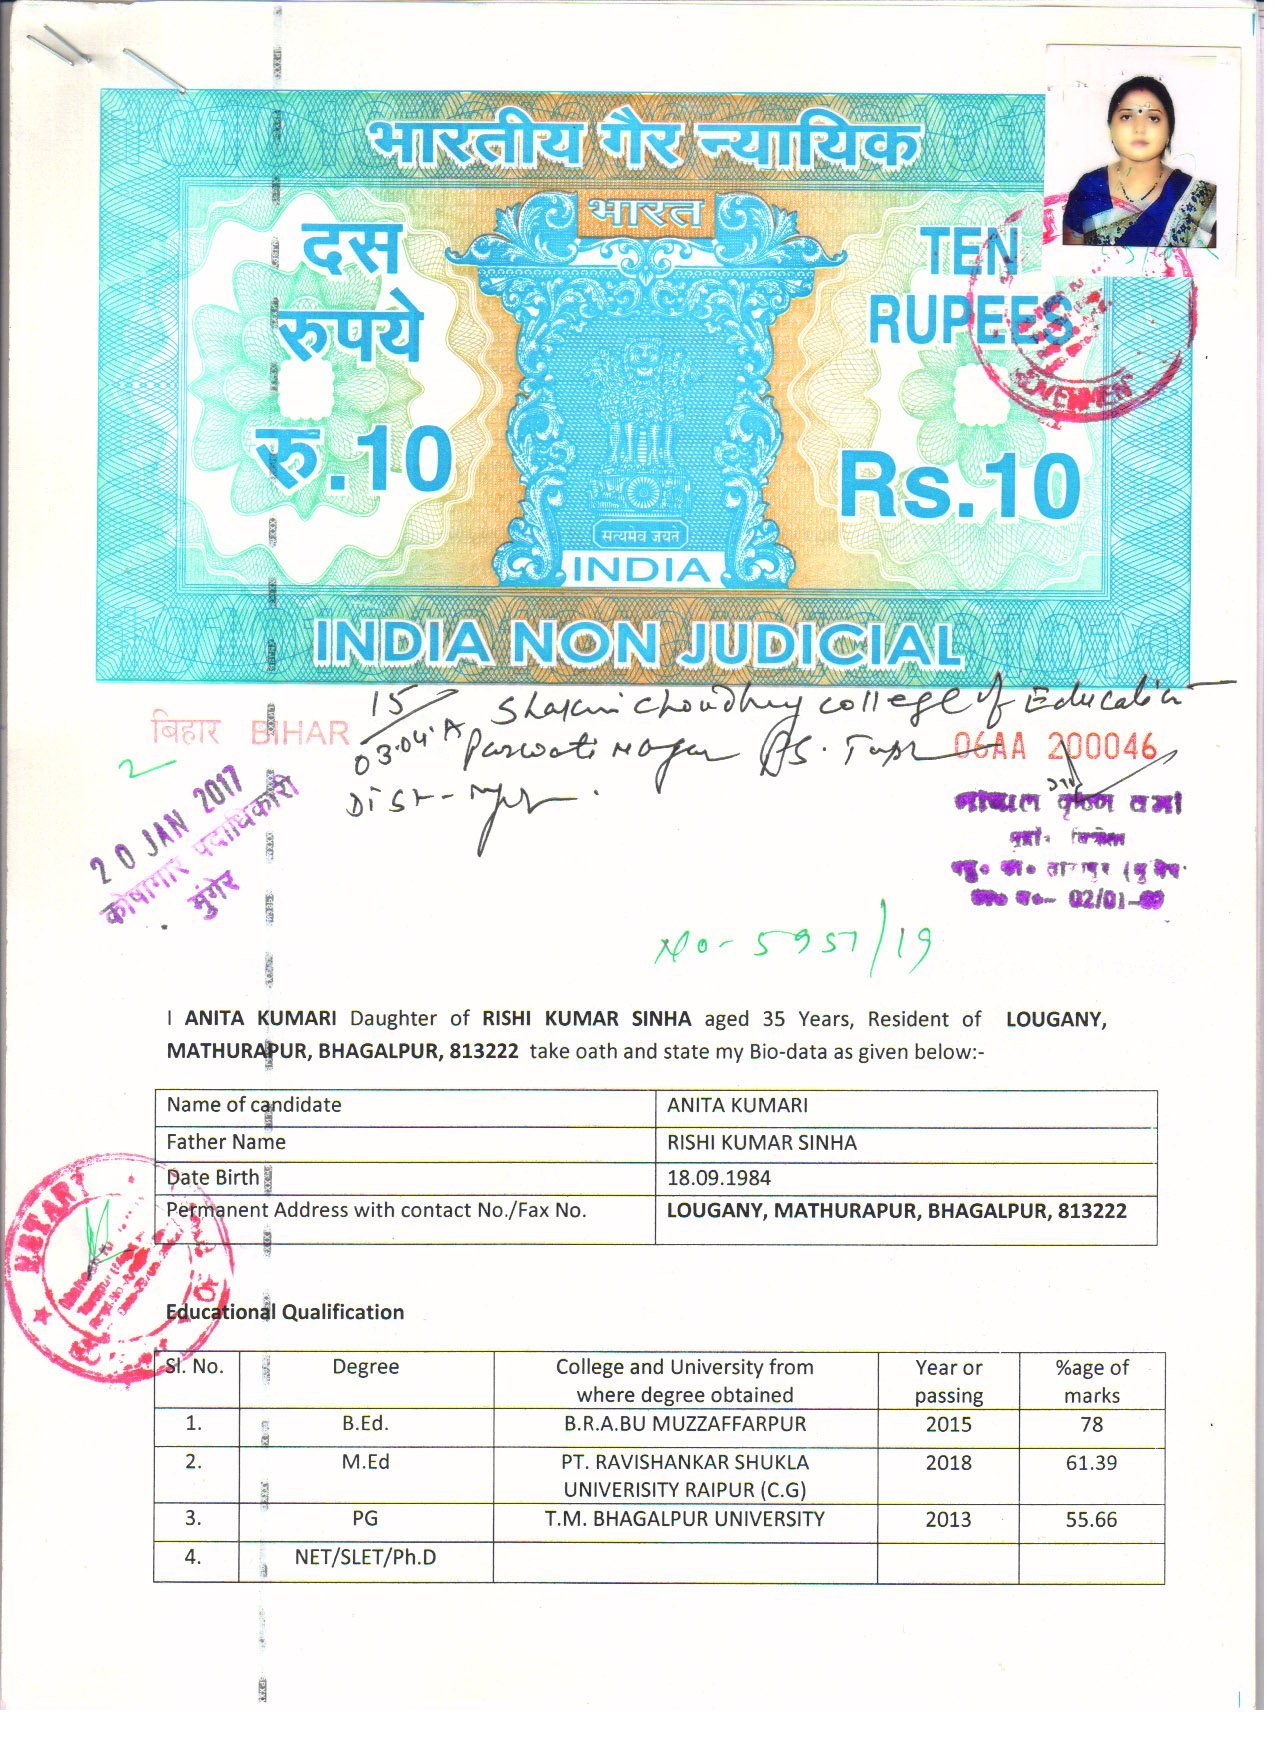 भारतीय गैर न्यायिक
भारत
दस
रुपये
रु.10
TEN
RUPEES
Rs.10
सत्यमेव जयते
INDIA
INDIA NON JUDICIAL
बिहार BIHAR
15
03.04.
College of Education
06AA 200046
Dist-
20 JAN 2017
कोषागार पदाधिकारी
मुंगेर
02/01-
No- 5951/19
I ANITA KUMARI Daughter of RISHI KUMAR SINHA aged 35 Years, Resident of LOUGANY,
MATHURAPUR, BHAGALPUR, 813222 take oath and state my Bio-data as given below:-
Name of candidate ANITA KUMARI
Father Name RISHI KUMAR SINHA
Date Birth 18.09.1984
Permanent Address with contact No./Fax No. LOUGANY, MATHURAPUR, BHAGALPUR, 813222
NOTARY
Educational Qualification
Sl. No. Degree College and University from where degree obtained Year or passing %age of marks
1. B.Ed. B.R.A.BU MUZZAFFARPUR 2015 78
2. M.Ed PT. RAVISHANKAR SHUKLA UNIVERISITY RAIPUR (C.G) 2018 61.39
3. PG T.M. BHAGALPUR UNIVERSITY 2013 55.66
4. NET/SLET/Ph.D